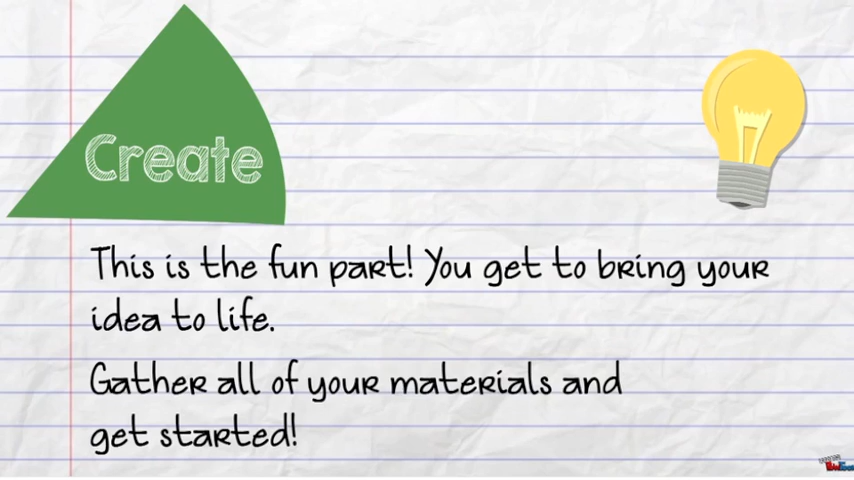 Create
This is the fun part! You get to bring your
idea to life.
Gather all of your materials and
get started!